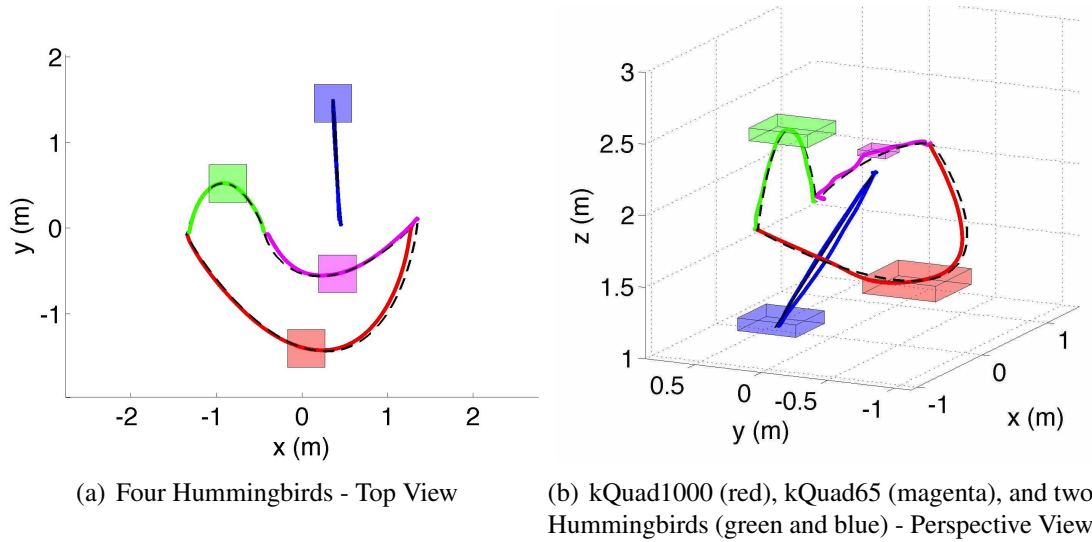 2
1
0
-1
y (m)
-2
-1
0
1
2
x (m)
3
2.5
2
1.5
1
z (m)
0.5
0
-0.5
-1
y (m)
-1
0
1
x (m)
(a) Four Hummingbirds - Top View
(b) kQuad1000 (red), kQuad65 (magenta), and two
Hummingbirds (green and blue) - Perspective View